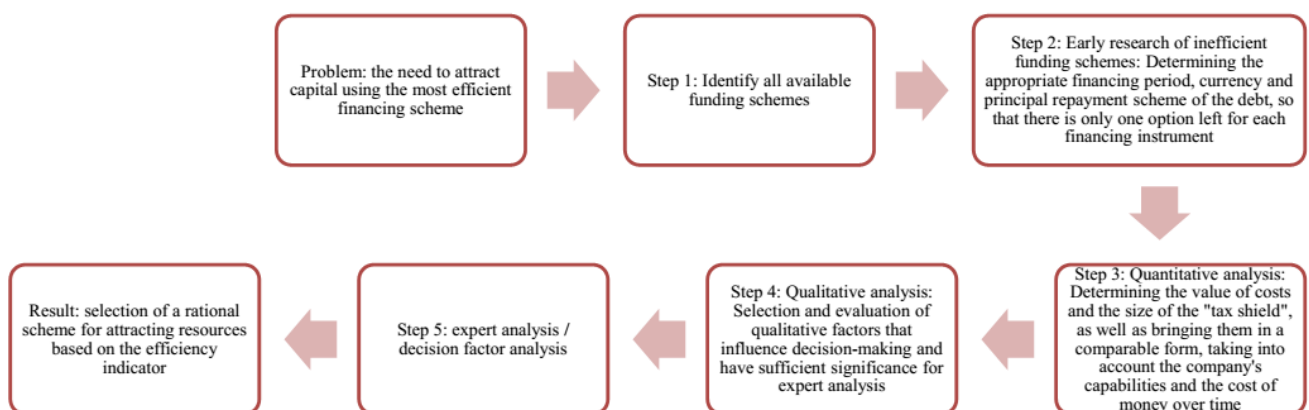 Problem: the need to attract
capital using the most efficient
financing scheme
Step 1: Identify all available
funding schemes
Step 2: Early research of inefficient
funding schemes: Determining the
appropriate financing period, currency and
principal repayment scheme of the debt, so
that there is only one option left for each
financing instrument
Step 3: Quantitative analysis:
Determining the value of costs
and the size of the "tax shield",
as well as bringing them in a
comparable form, taking into
account the company's
capabilities and the cost of
money over time
Step 4: Qualitative analysis:
Selection and evaluation of
qualitative factors that
influence decision-making and
have sufficient significance for
expert analysis
Step 5: expert analysis /
decision factor analysis
Result: selection of a rational
scheme for attracting resources
based on the efficiency
indicator